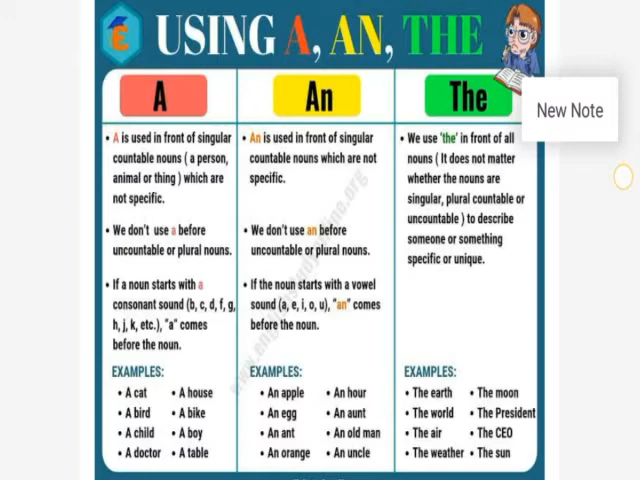 USING A, AN, THE
New Note
A
An
The
• A is used in front of singular
countable nouns ( a person,
animal or thing ) which are
not specific.
• We don't use a before
uncountable or plural nouns.
• If a noun starts with a
consonant sound (b, c, d, f, g,
h, j, k, etc.), "a" comes
before the noun.
EXAMPLES:
• A cat • A house
• A bird • A bike
• A child • A boy
• A doctor • A table
• An is used in front of singular
countable nouns which are not
specific.
• We don't use an before
uncountable or plural nouns.
• If the noun starts with a vowel
sound (a, e, i, o, u), "an" comes
before the noun.
EXAMPLES:
• An apple • An hour
• An egg • An aunt
• An ant • An old man
• An orange • An uncle
• We use 'the' in front of all
nouns ( It does not matter
whether the nouns are
singular, plural countable or
uncountable ) to describe
someone or something
specific or unique.
EXAMPLES:
• The earth • The moon
• The world • The President
• The air • The CEO
• The weather • The sun